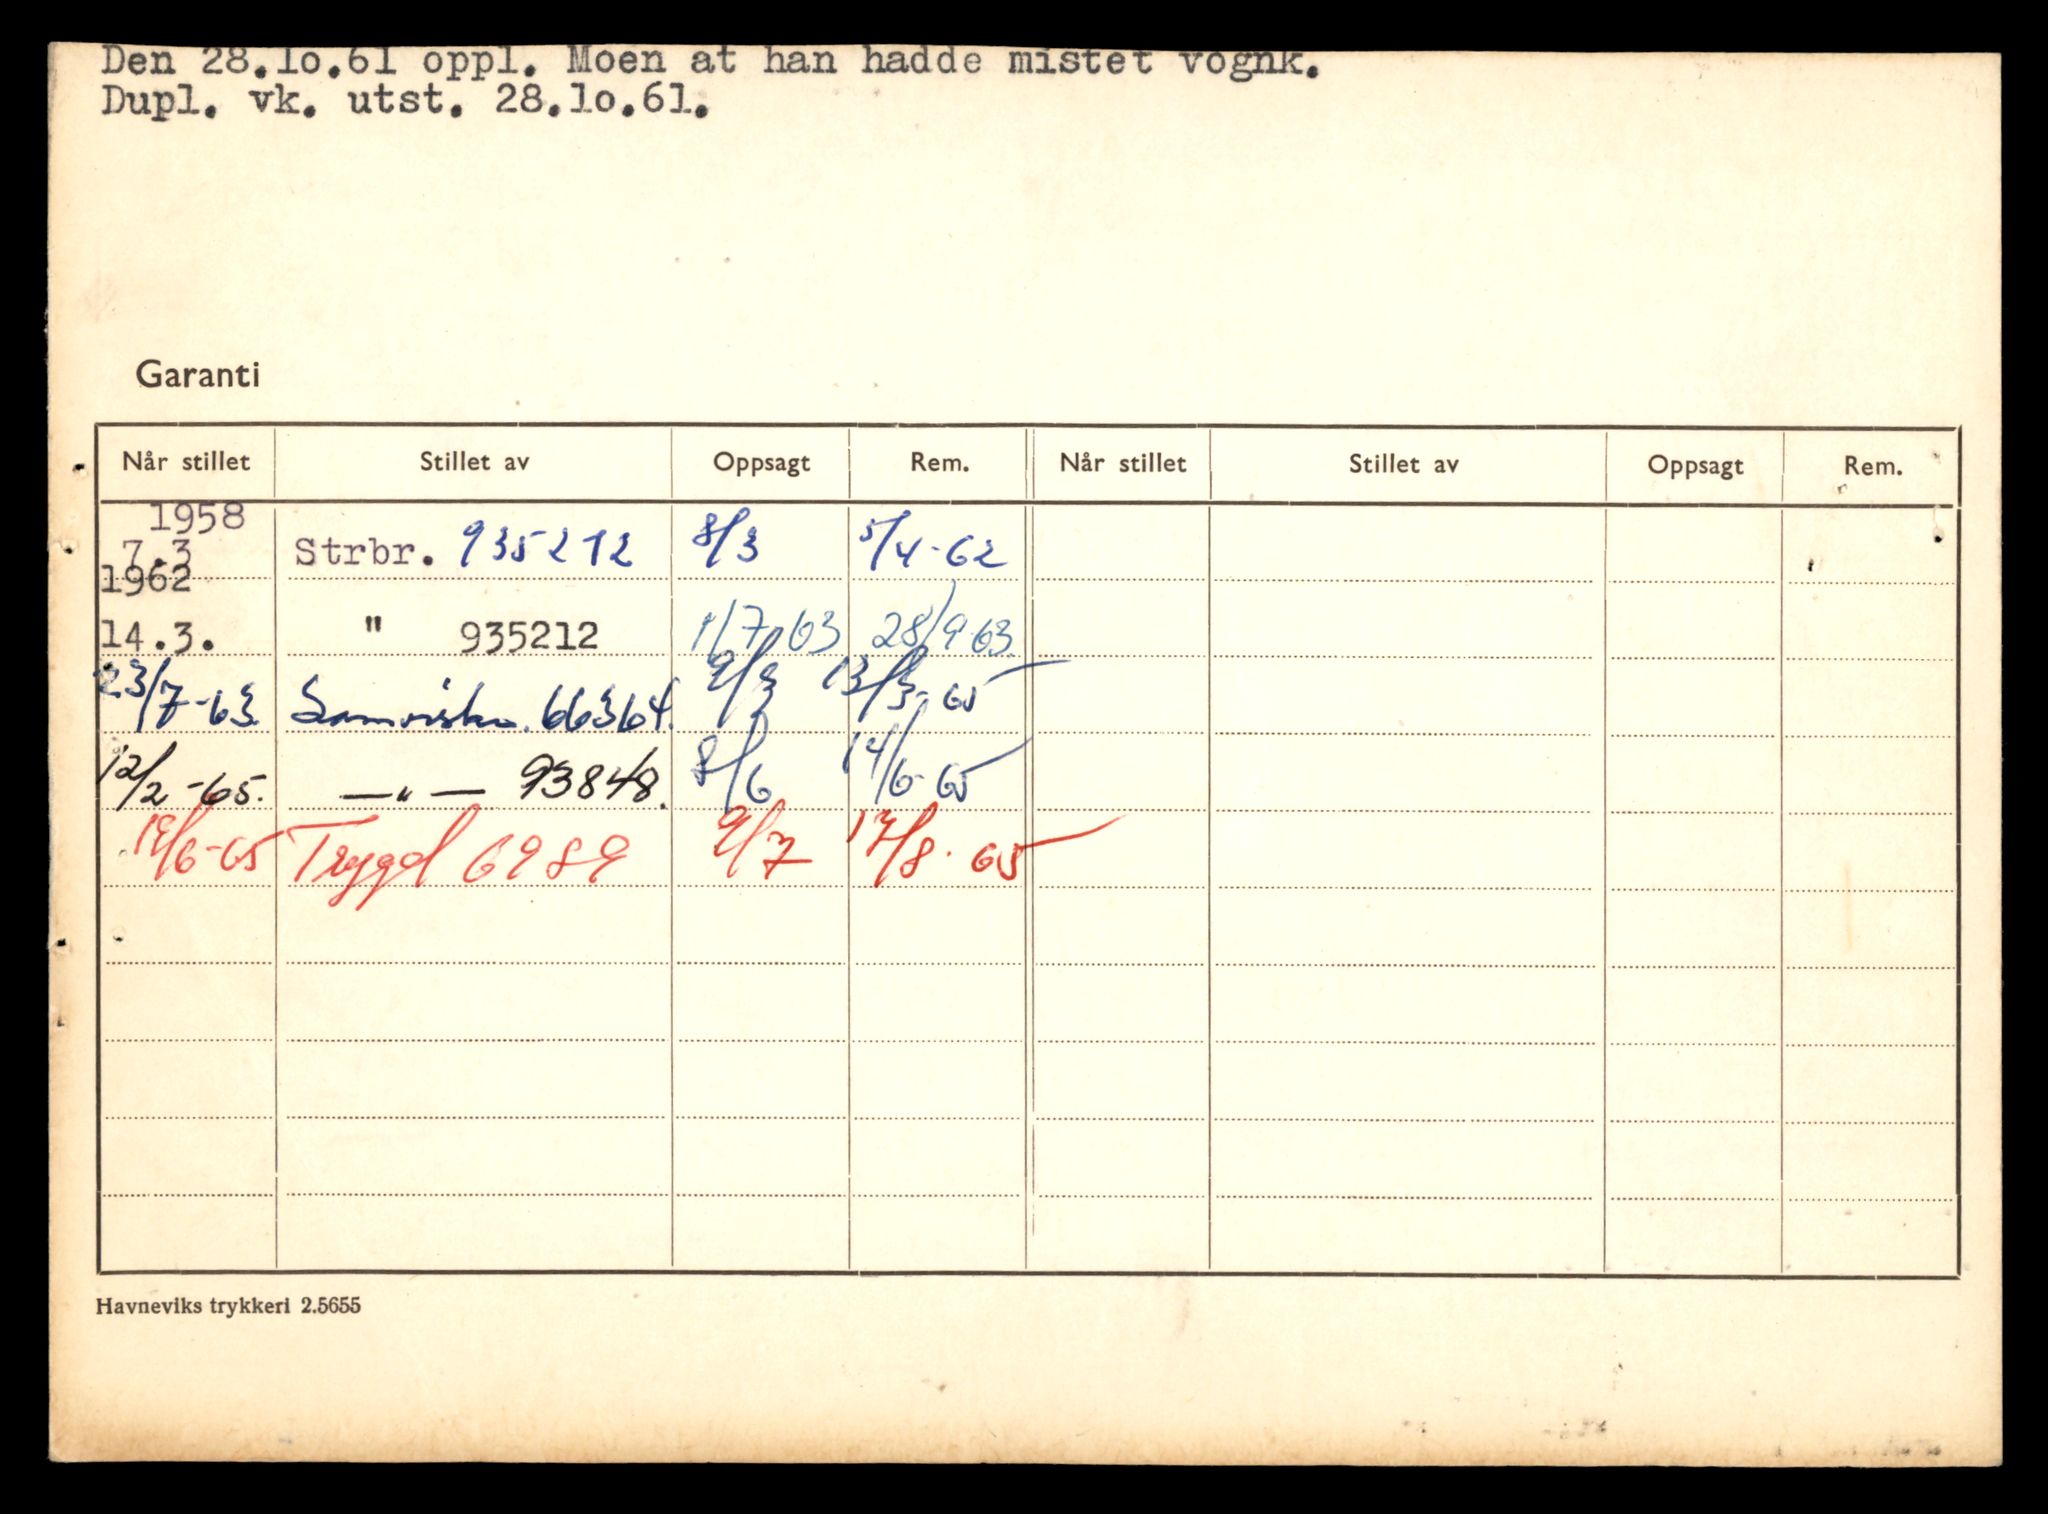 Den 28.10.61 oppl. Moen at han hadde mistet vognk.
Dupl. vk. utst. 28.10.61.
Garanti
Når stillet Stillet av Oppsagt Rem. Når stillet Stillet av Oppsagt Rem.
1958
7.3 Strbr. 935212 8/3 5/4-62
1962
14.3. " 935212 1/7 63 28/9-63
23/7-63 66364. 9/3 13/3-65
12/2-65. —"— 93848. 8/6 14/6-65
/6-65 Trygd 6989 9/7 17/8-65
Havneviks trykkeri 2.5655